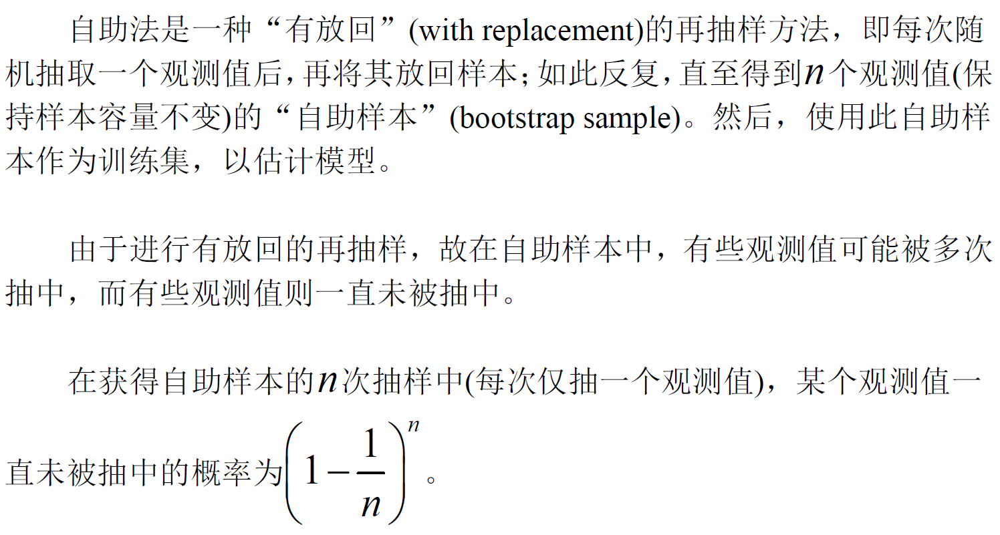 自助法是一种“有放回”(with replacement)的再抽样方法，即每次随
机抽取一个观测值后，再将其放回样本；如此反复，直至得到n个观测值(保
持样本容量不变)的“自助样本”(bootstrap sample)。然后，使用此自助样
本作为训练集，以估计模型。
由于进行有放回的再抽样，故在自助样本中，有些观测值可能被多次
抽中，而有些观测值则一直未被抽中。
在获得自助样本的n次抽样中(每次仅抽一个观测值)，某个观测值一
直未被抽中的概率为(1 − 1/n)^n。